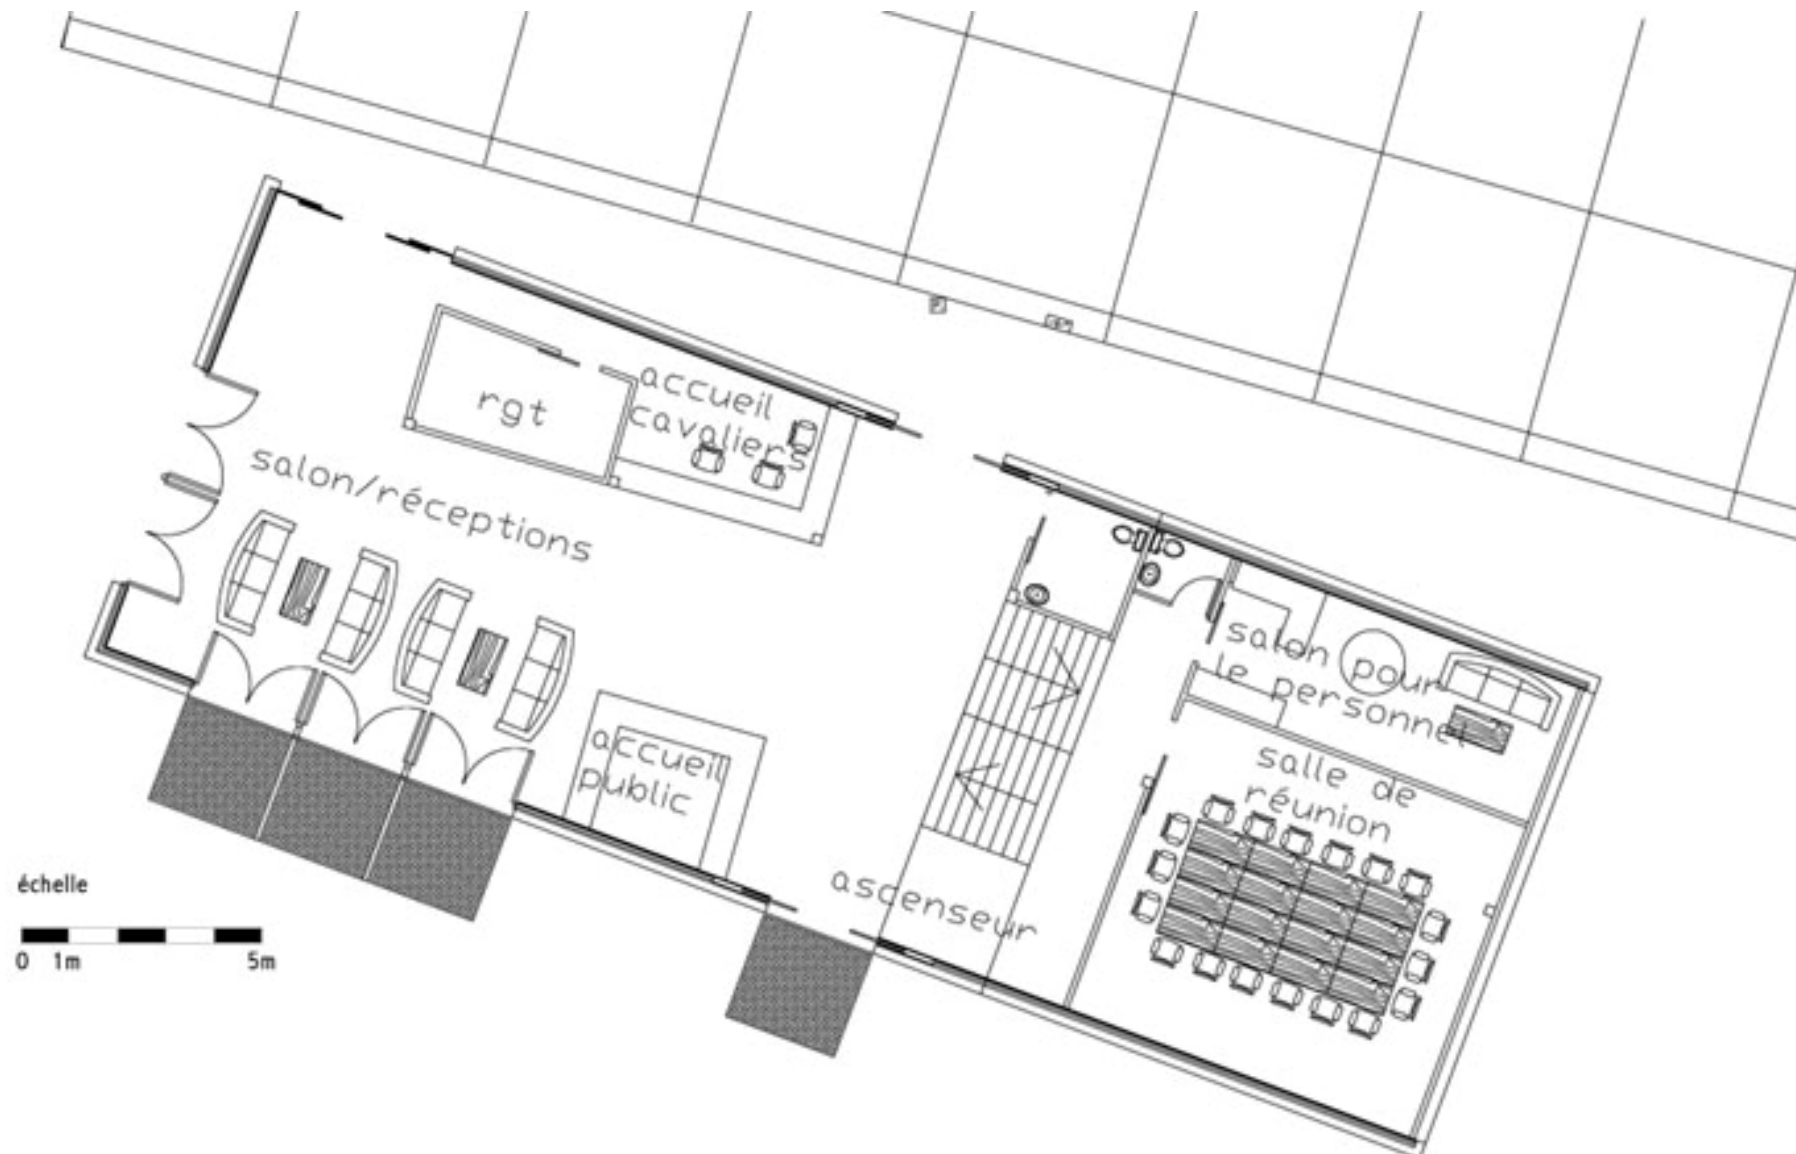 accueil
cavaliers
rgt
salon/réceptions
salon pour
le personnel
accueil
public
salle de
réunion
ascenseur
échelle
0 1m 5m